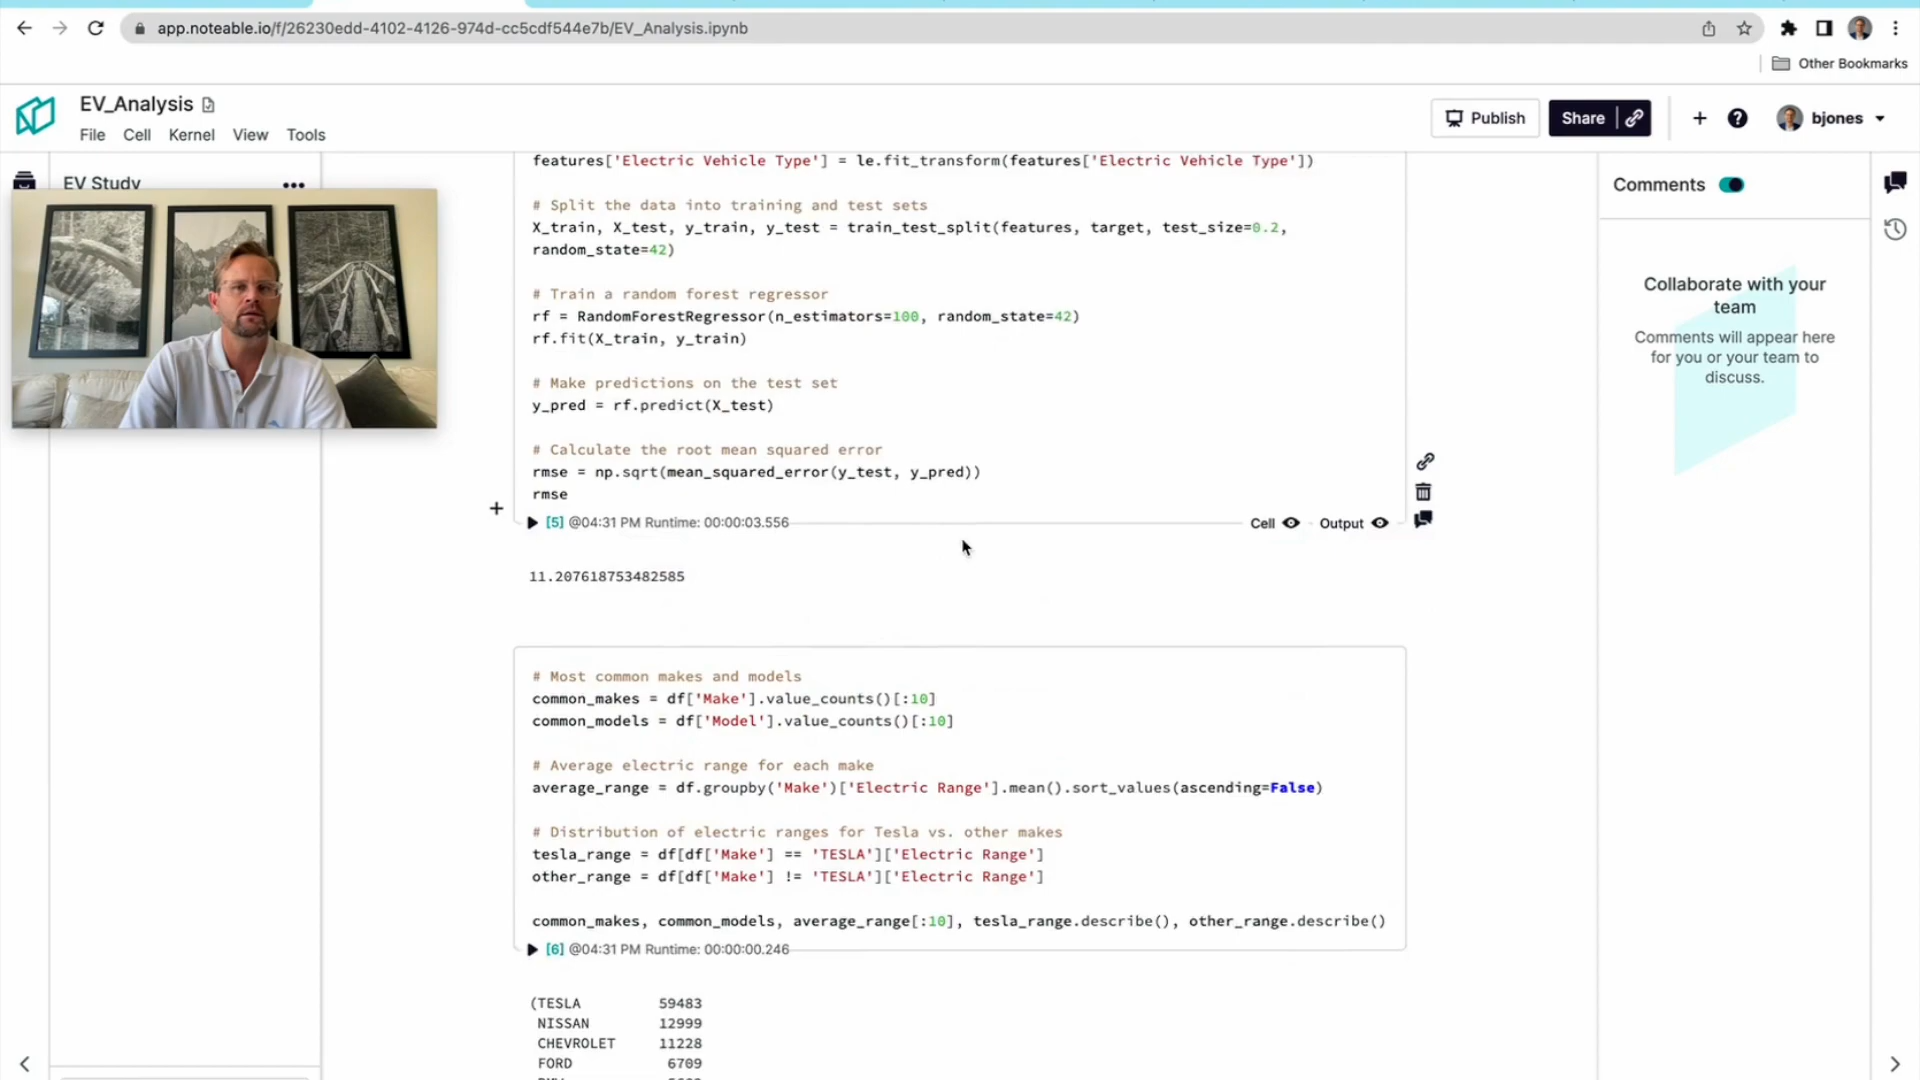 app.noteable.io/f/26230edd-4102-4126-974d-cc5cdf544e7b/EV_Analysis.ipynb
Other Bookmarks
EV_Analysis
File Cell Kernel View Tools
Publish
Share
bjones
EV Study
features['Electric Vehicle Type'] = le.fit_transform(features['Electric Vehicle Type'])
# Split the data into training and test sets
X_train, X_test, y_train, y_test = train_test_split(features, target, test_size=0.2,
random_state=42)
# Train a random forest regressor
rf = RandomForestRegressor(n_estimators=100, random_state=42)
rf.fit(X_train, y_train)
# Make predictions on the test set
y_pred = rf.predict(X_test)
# Calculate the root mean squared error
rmse = np.sqrt(mean_squared_error(y_test, y_pred))
rmse
[5] @04:31 PM Runtime: 00:00:03.556
Cell Output
11.207618753482585
# Most common makes and models
common_makes = df['Make'].value_counts()[:10]
common_models = df['Model'].value_counts()[:10]
# Average electric range for each make
average_range = df.groupby('Make')['Electric Range'].mean().sort_values(ascending=False)
# Distribution of electric ranges for Tesla vs. other makes
tesla_range = df[df['Make'] == 'TESLA']['Electric Range']
other_range = df[df['Make'] != 'TESLA']['Electric Range']
common_makes, common_models, average_range[:10], tesla_range.describe(), other_range.describe()
[6] @04:31 PM Runtime: 00:00:00.246
(TESLA 59483
NISSAN 12999
CHEVROLET 11228
FORD 6709
Comments
Collaborate with your
team
Comments will appear here
for you or your team to
discuss.